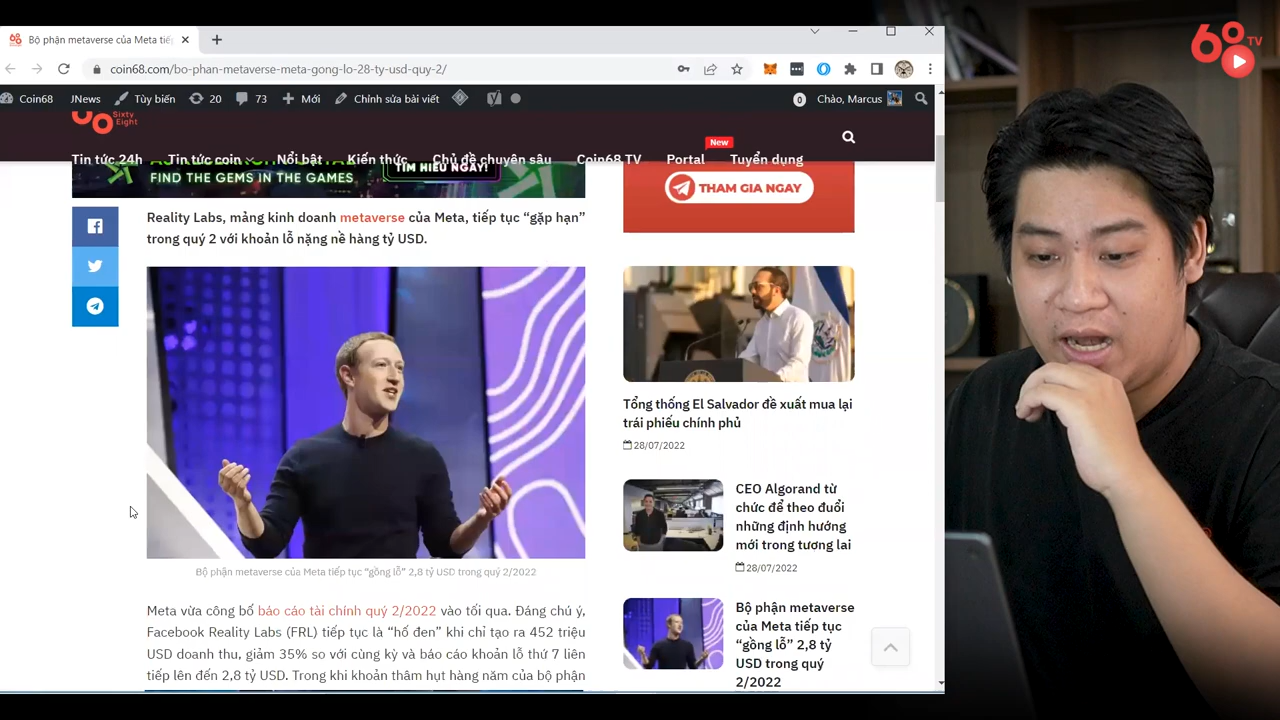 Bộ phận metaverse của Meta tiế
coin68.com/bo-phan-metaverse-meta-gong-lo-28-ty-usd-quy-2/
Coin68 JNews Tùy biến 20 73 Mới Chỉnh sửa bài viết 0 Chào, Marcus
Sixty
Eight
New
Tin tức 24h Tin tức coin Nổi bật Kiến thức Chủ đề chuyên sâu Coin68 TV Portal Tuyển dụng
FIND THE GEMS IN THE GAMES
TÌM HIỂU NGAY!
THAM GIA NGAY
Reality Labs, mảng kinh doanh metaverse của Meta, tiếp tục “gặp hạn”
trong quý 2 với khoản lỗ nặng nề hàng tỷ USD.
Bộ phận metaverse của Meta tiếp tục “gồng lỗ” 2,8 tỷ USD trong quý 2/2022
Meta vừa công bố báo cáo tài chính quý 2/2022 vào tối qua. Đáng chú ý,
Facebook Reality Labs (FRL) tiếp tục là “hố đen” khi chỉ tạo ra 452 triệu
USD doanh thu, giảm 35% so với cùng kỳ và báo cáo khoản lỗ thứ 7 liên
tiếp lên đến 2,8 tỷ USD. Trong khi khoản thâm hụt hàng năm của bộ phận
Tổng thống El Salvador đề xuất mua lại
trái phiếu chính phủ
28/07/2022
CEO Algorand từ
chức để theo đuổi
những định hướng
mới trong tương lai
28/07/2022
Bộ phận metaverse
của Meta tiếp tục
“gồng lỗ” 2,8 tỷ
USD trong quý
2/2022
68 TV